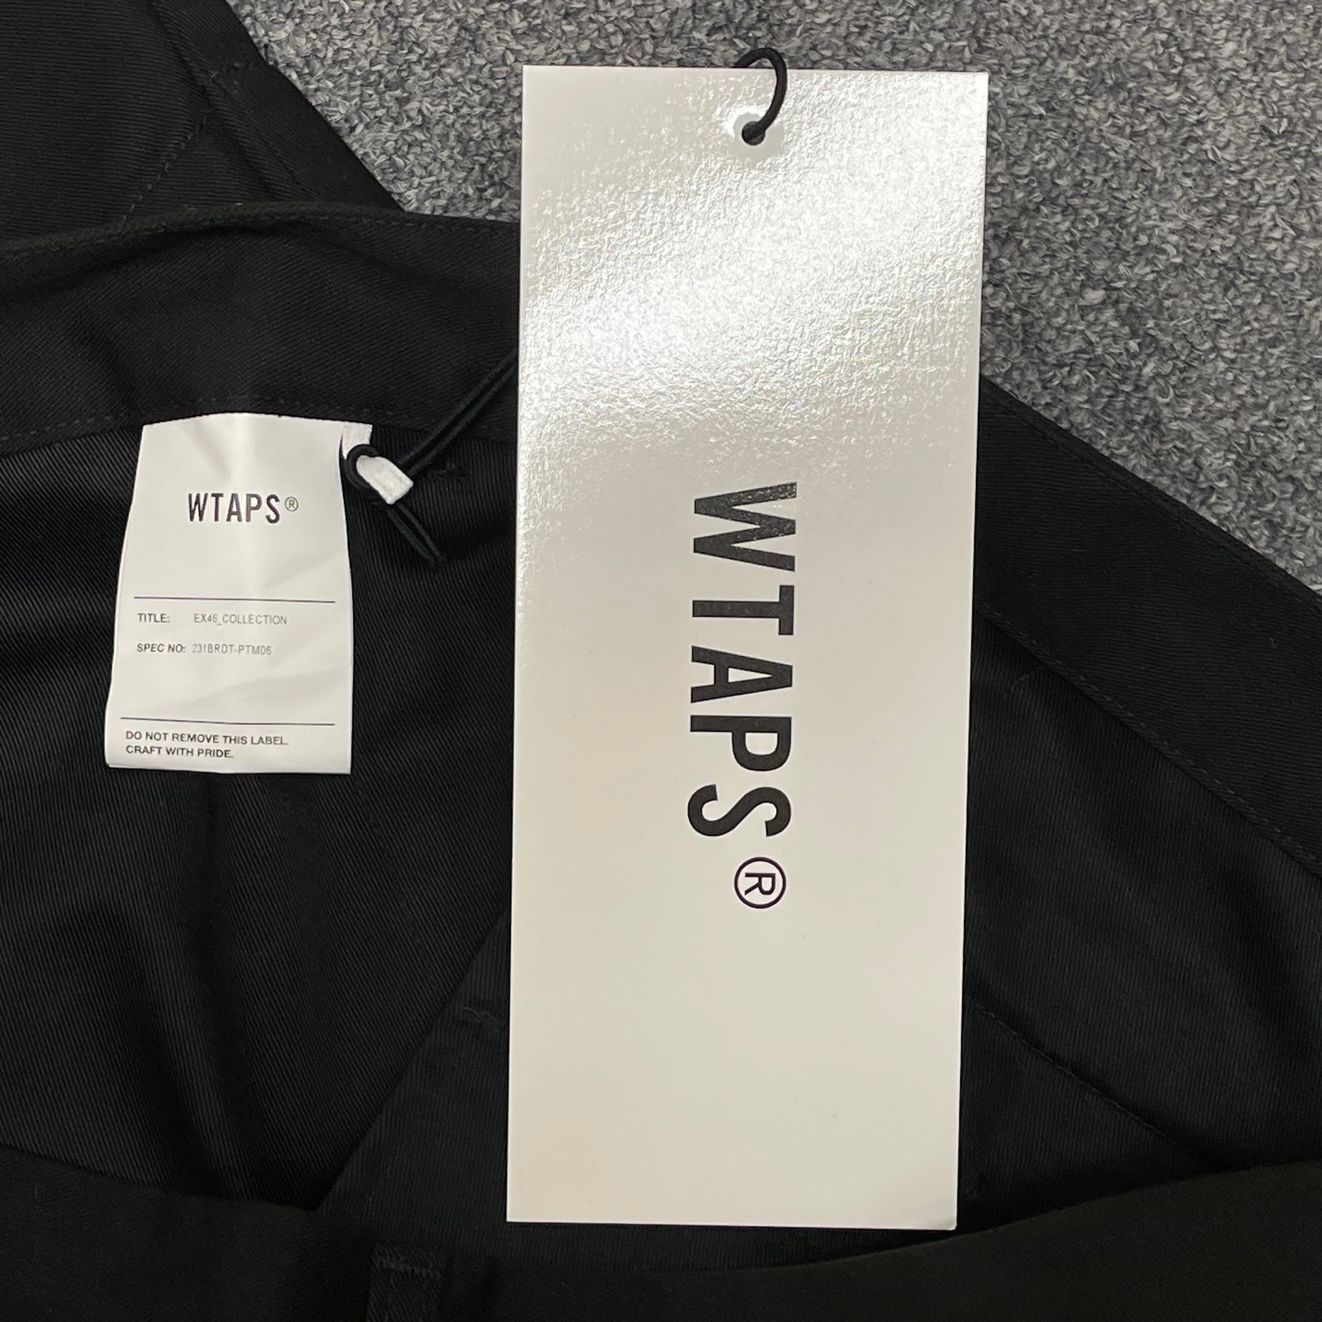 WTAPS®
TITLE: EX46_COLLECTION
SPEC NO: 231BRDT-PTM06
DO NOT REMOVE THIS LABEL.
CRAFT WITH PRIDE.
WTAPS®